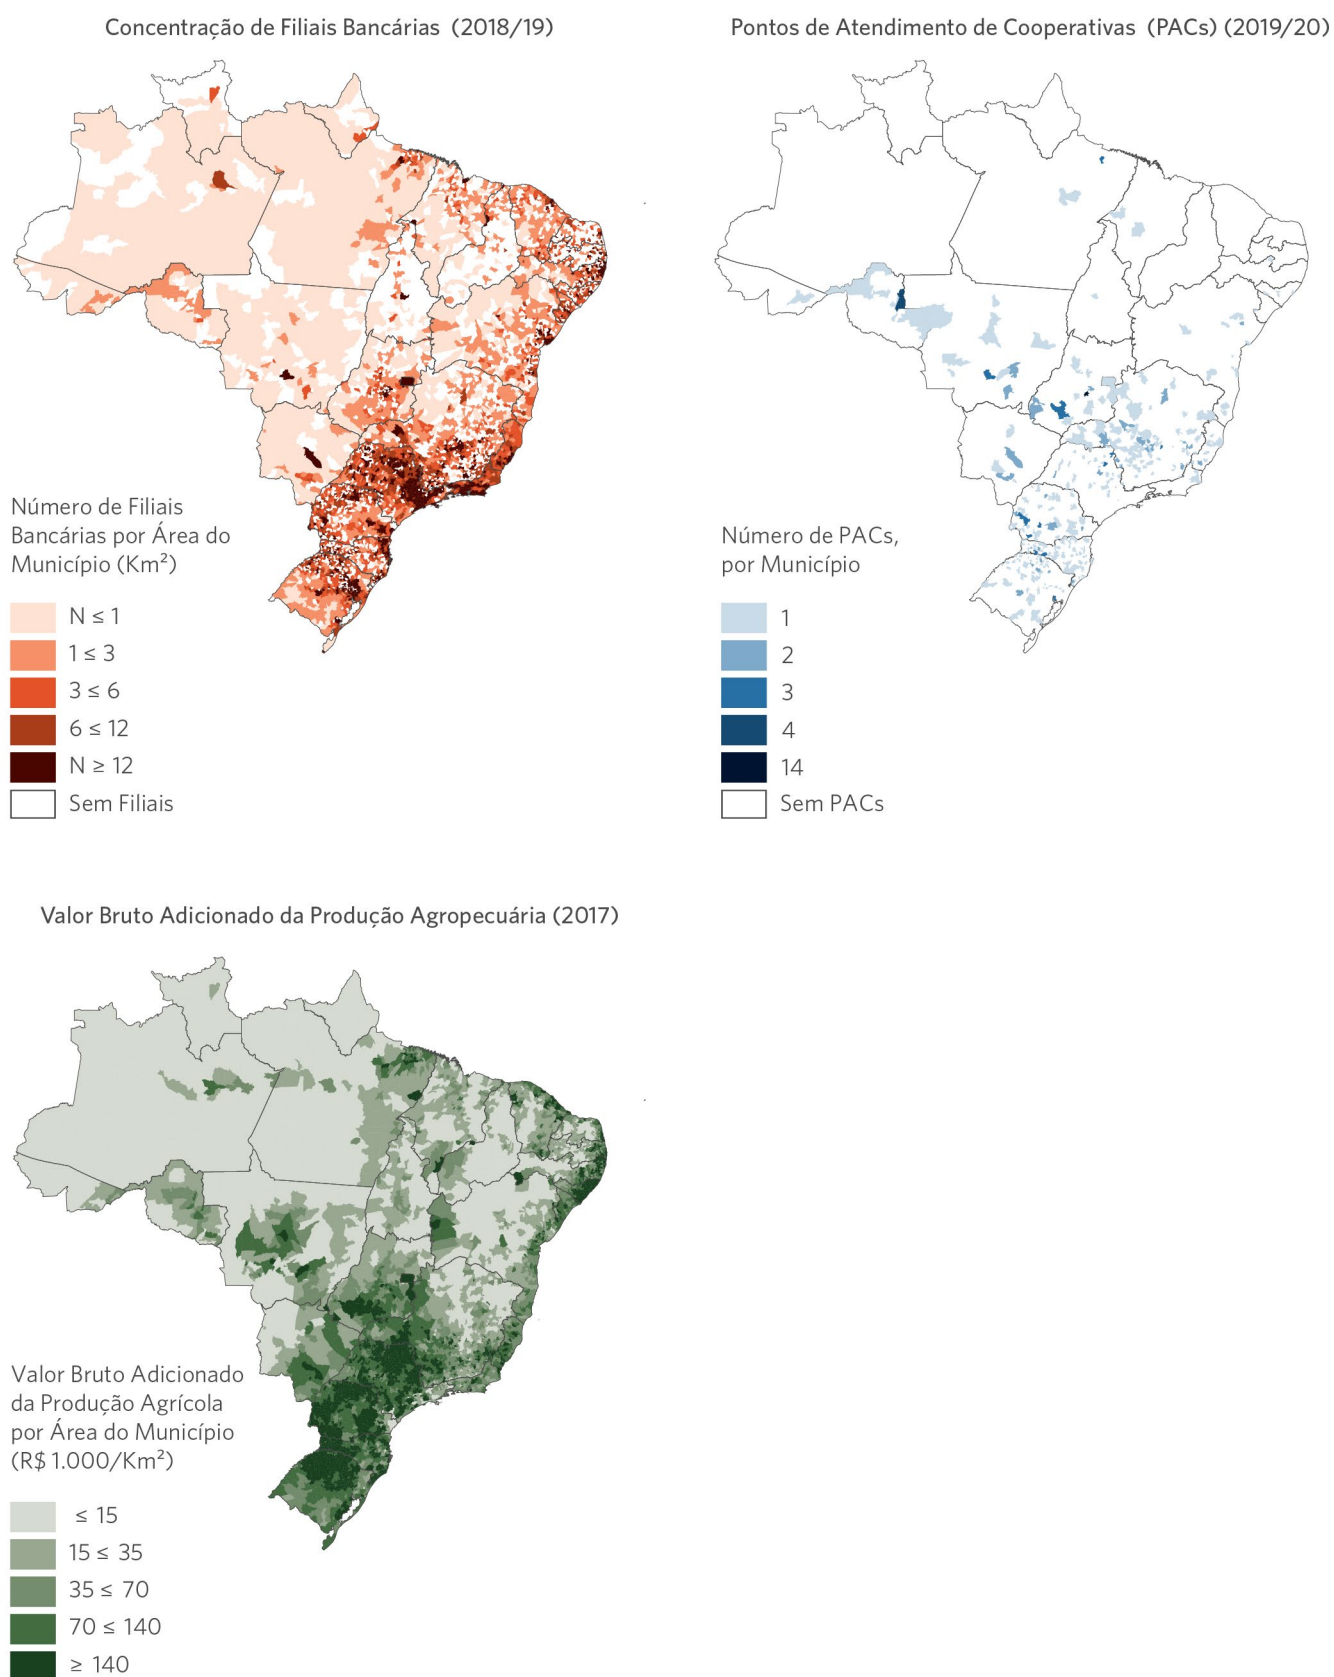 Concentração de Filiais Bancárias (2018/19)
Número de Filiais
Bancárias por Área do
Município (Km²)
N ≤ 1
1 ≤ 3
3 ≤ 6
6 ≤ 12
N ≥ 12
Sem Filiais
Pontos de Atendimento de Cooperativas (PACs) (2019/20)
Número de PACs,
por Município
1
2
3
4
14
Sem PACs
Valor Bruto Adicionado da Produção Agropecuária (2017)
Valor Bruto Adicionado
da Produção Agrícola
por Área do Município
(R$ 1.000/Km²)
≤ 15
15 ≤ 35
35 ≤ 70
70 ≤ 140
≥ 140